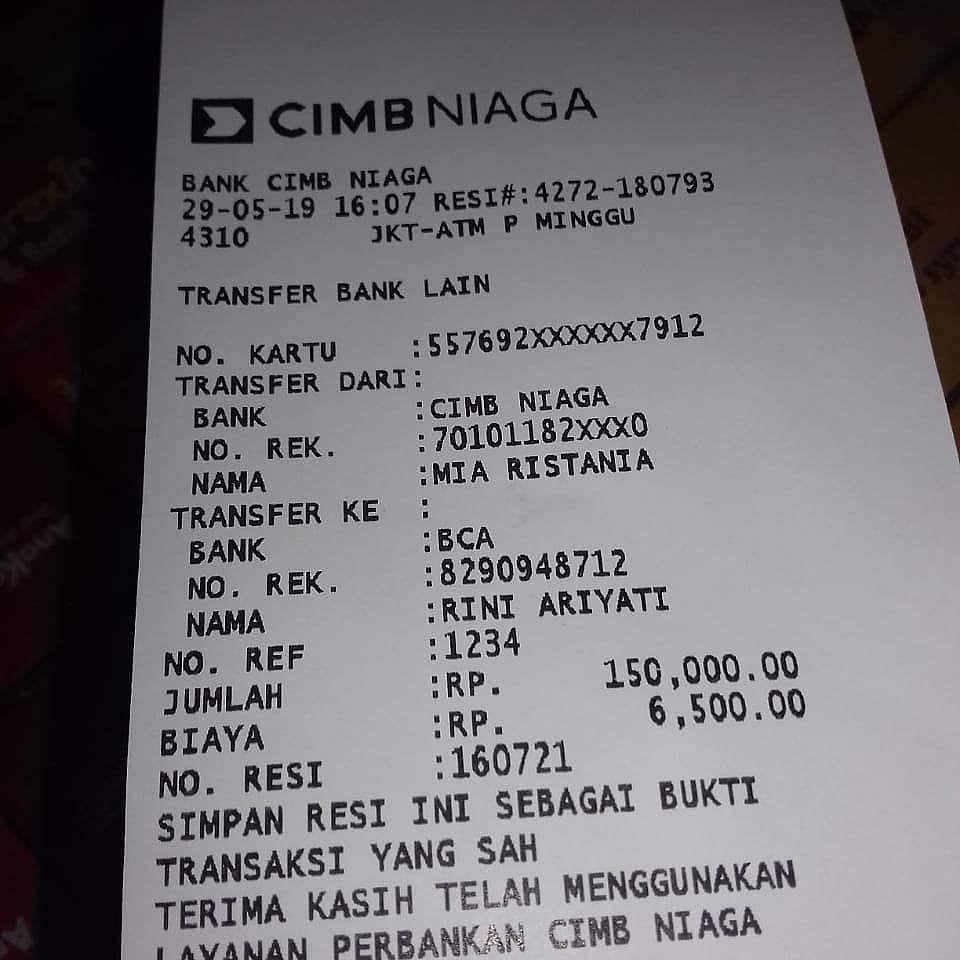 CIMB NIAGA
BANK CIMB NIAGA
29-05-19 16:07 RESI#:4272-180793
4310 JKT-ATM P MINGGU
TRANSFER BANK LAIN
NO. KARTU :557692XXXXXX7912
TRANSFER DARI:
BANK :CIMB NIAGA
NO. REK. :70101182XXX0
NAMA :MIA RISTANIA
TRANSFER KE :
BANK :BCA
NO. REK. :8290948712
NAMA :RINI ARIYATI
NO. REF :1234
JUMLAH :RP. 150,000.00
BIAYA :RP. 6,500.00
NO. RESI :160721
SIMPAN RESI INI SEBAGAI BUKTI
TRANSAKSI YANG SAH
TERIMA KASIH TELAH MENGGUNAKAN
LAYANAN PERBANKAN CIMB NIAGA